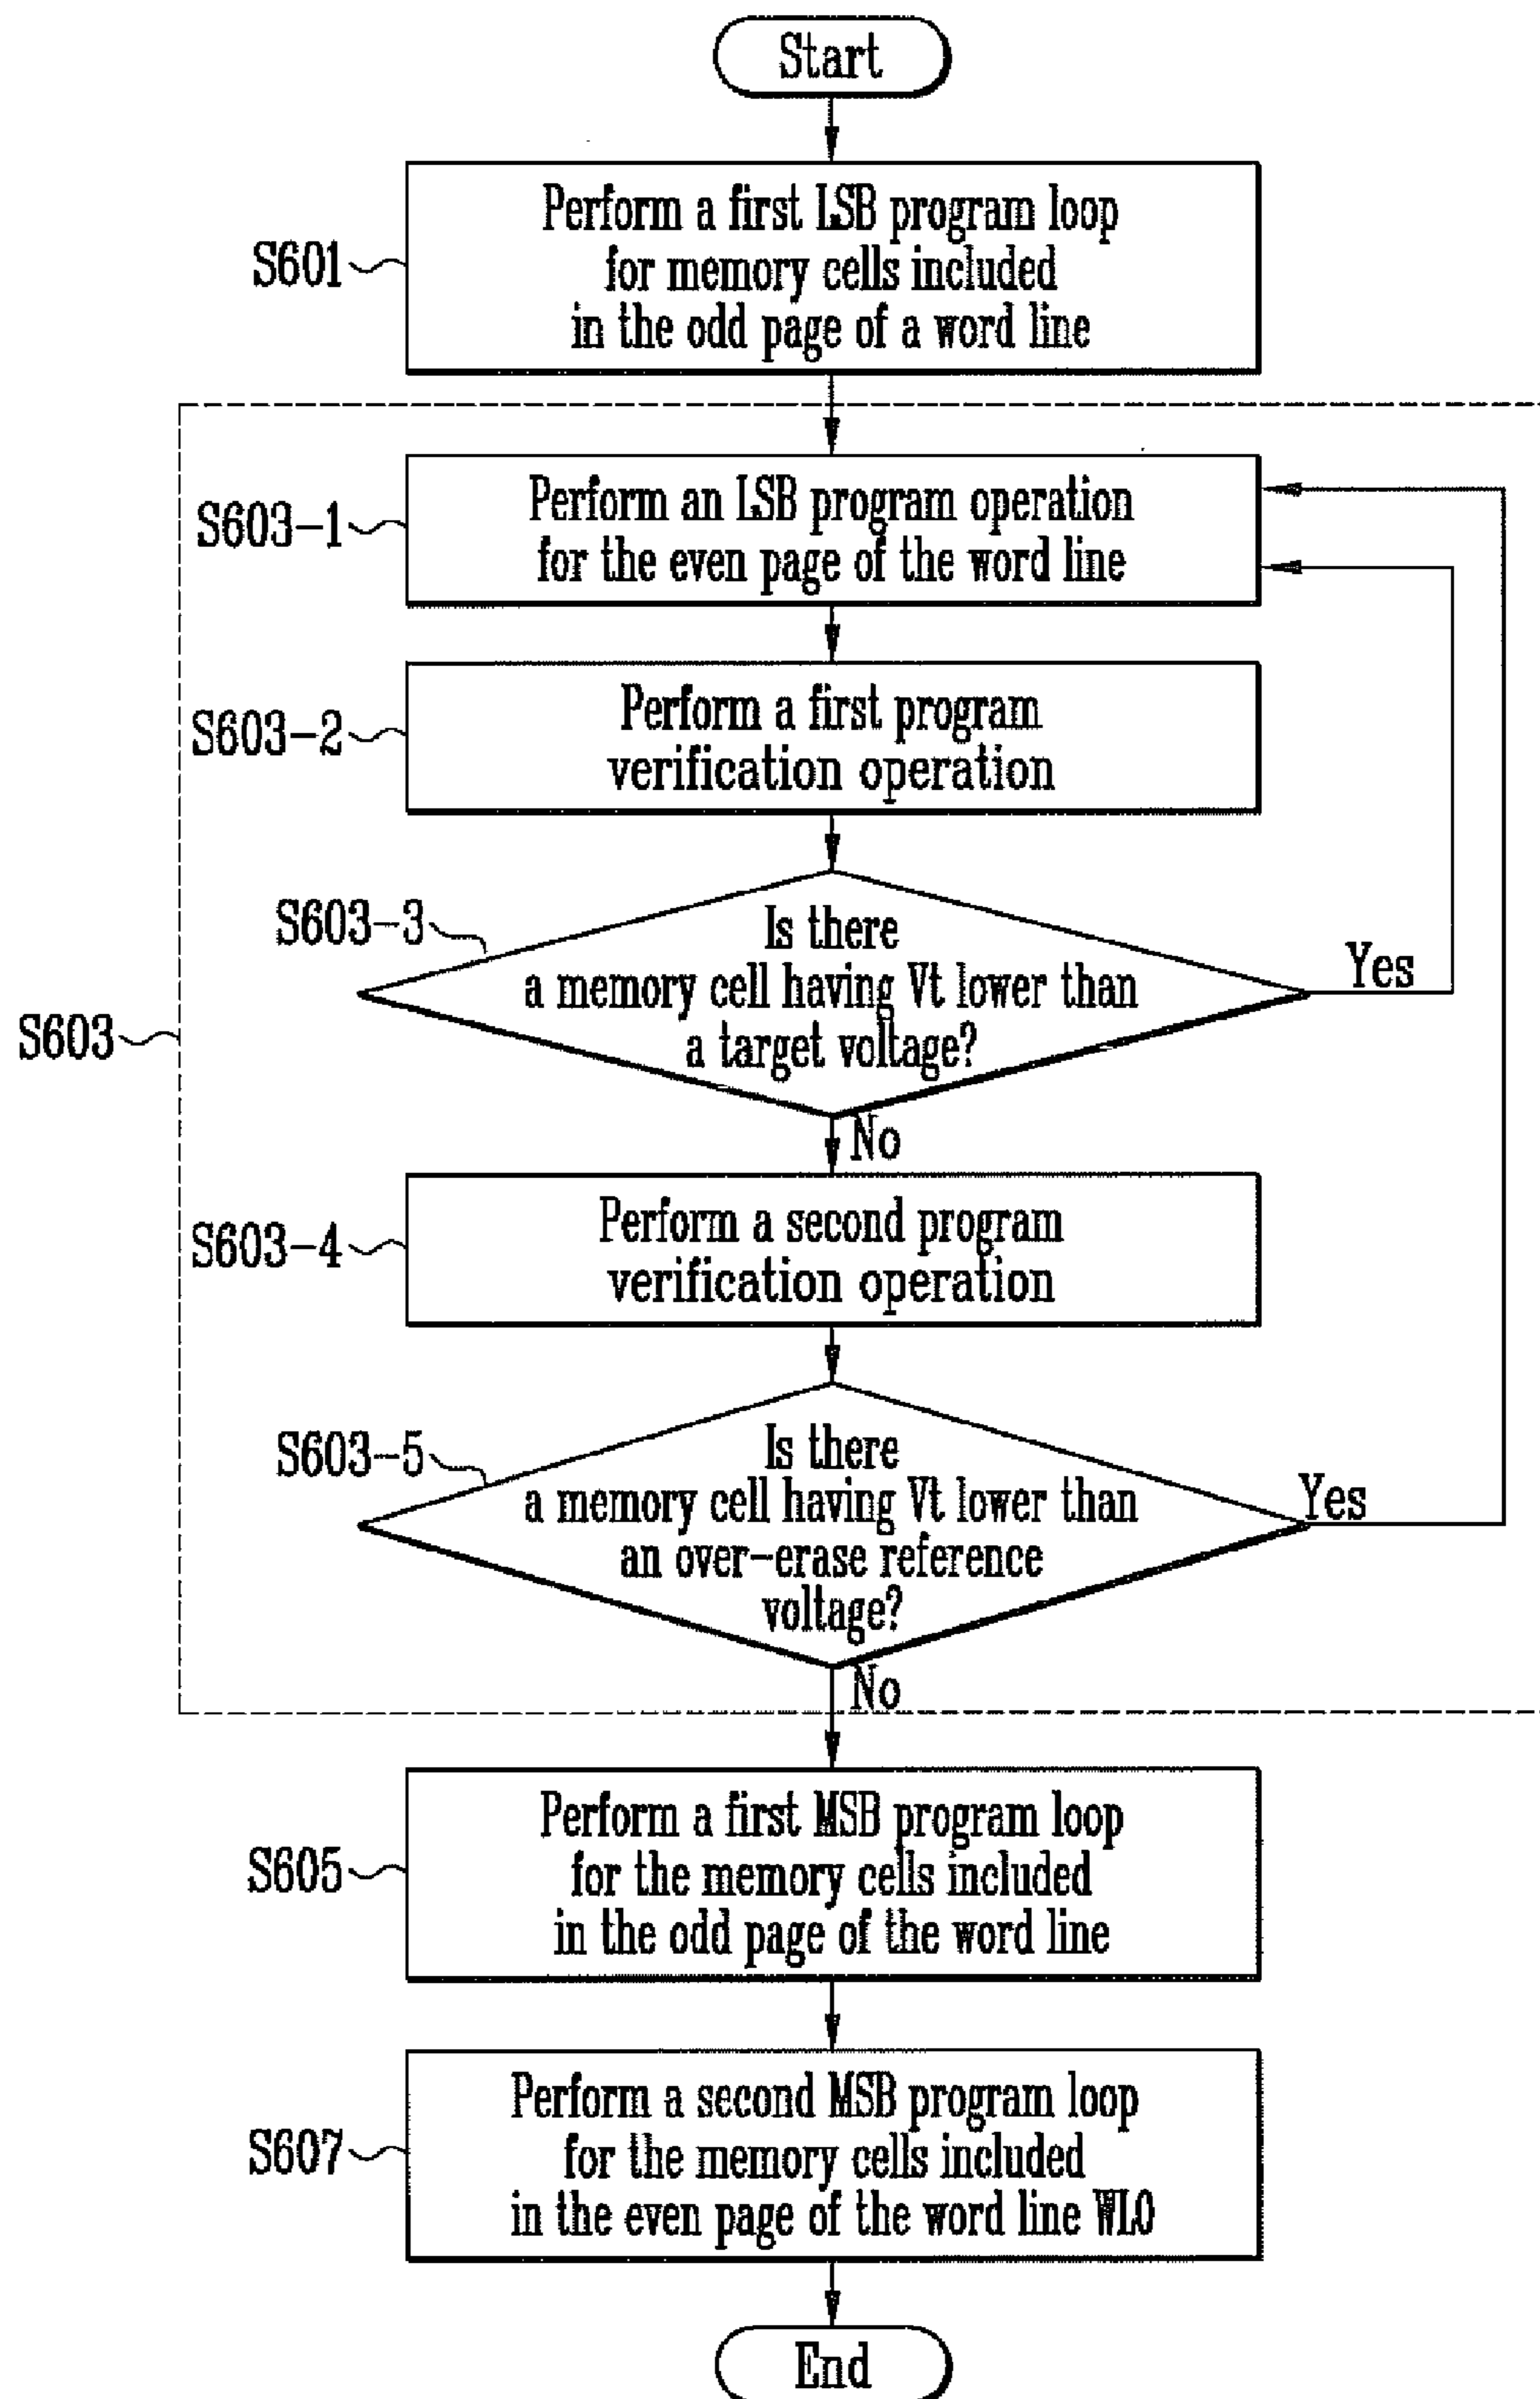 Start
S601
Perform a first LSB program loop
for memory cells included
in the odd page of a word line
S603
S603-1
Perform an LSB program operation
for the even page of the word line
S603-2
Perform a first program
verification operation
S603-3
Is there
a memory cell having Vt lower than
a target voltage?
Yes
No
S603-4
Perform a second program
verification operation
S603-5
Is there
a memory cell having Vt lower than
an over-erase reference
voltage?
Yes
No
S605
Perform a first MSB program loop
for the memory cells included
in the odd page of the word line
S607
Perform a second MSB program loop
for the memory cells included
in the even page of the word line WL0
End